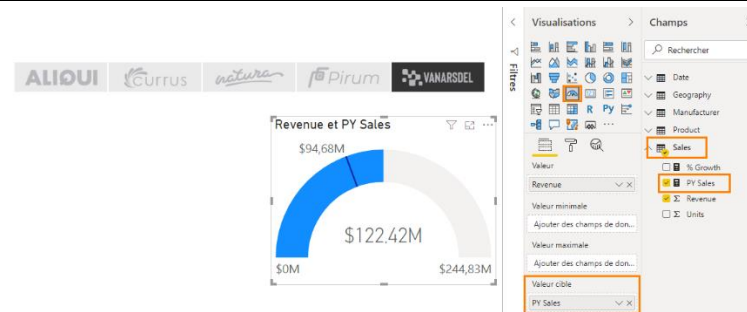 Visualisations
Champs
Filtres
Rechercher
ALIQUI
Currus
natura
Pirum
VANARSDEL
Revenue et PY Sales
$94,68M
$122,42M
$0M
$244,83M
R
Py
Valeur
Revenue
Valeur minimale
Ajouter des champs de don...
Valeur maximale
Ajouter des champs de don...
Valeur cible
PY Sales
Date
Geography
Manufacturer
Product
Sales
% Growth
PY Sales
Σ Revenue
Σ Units